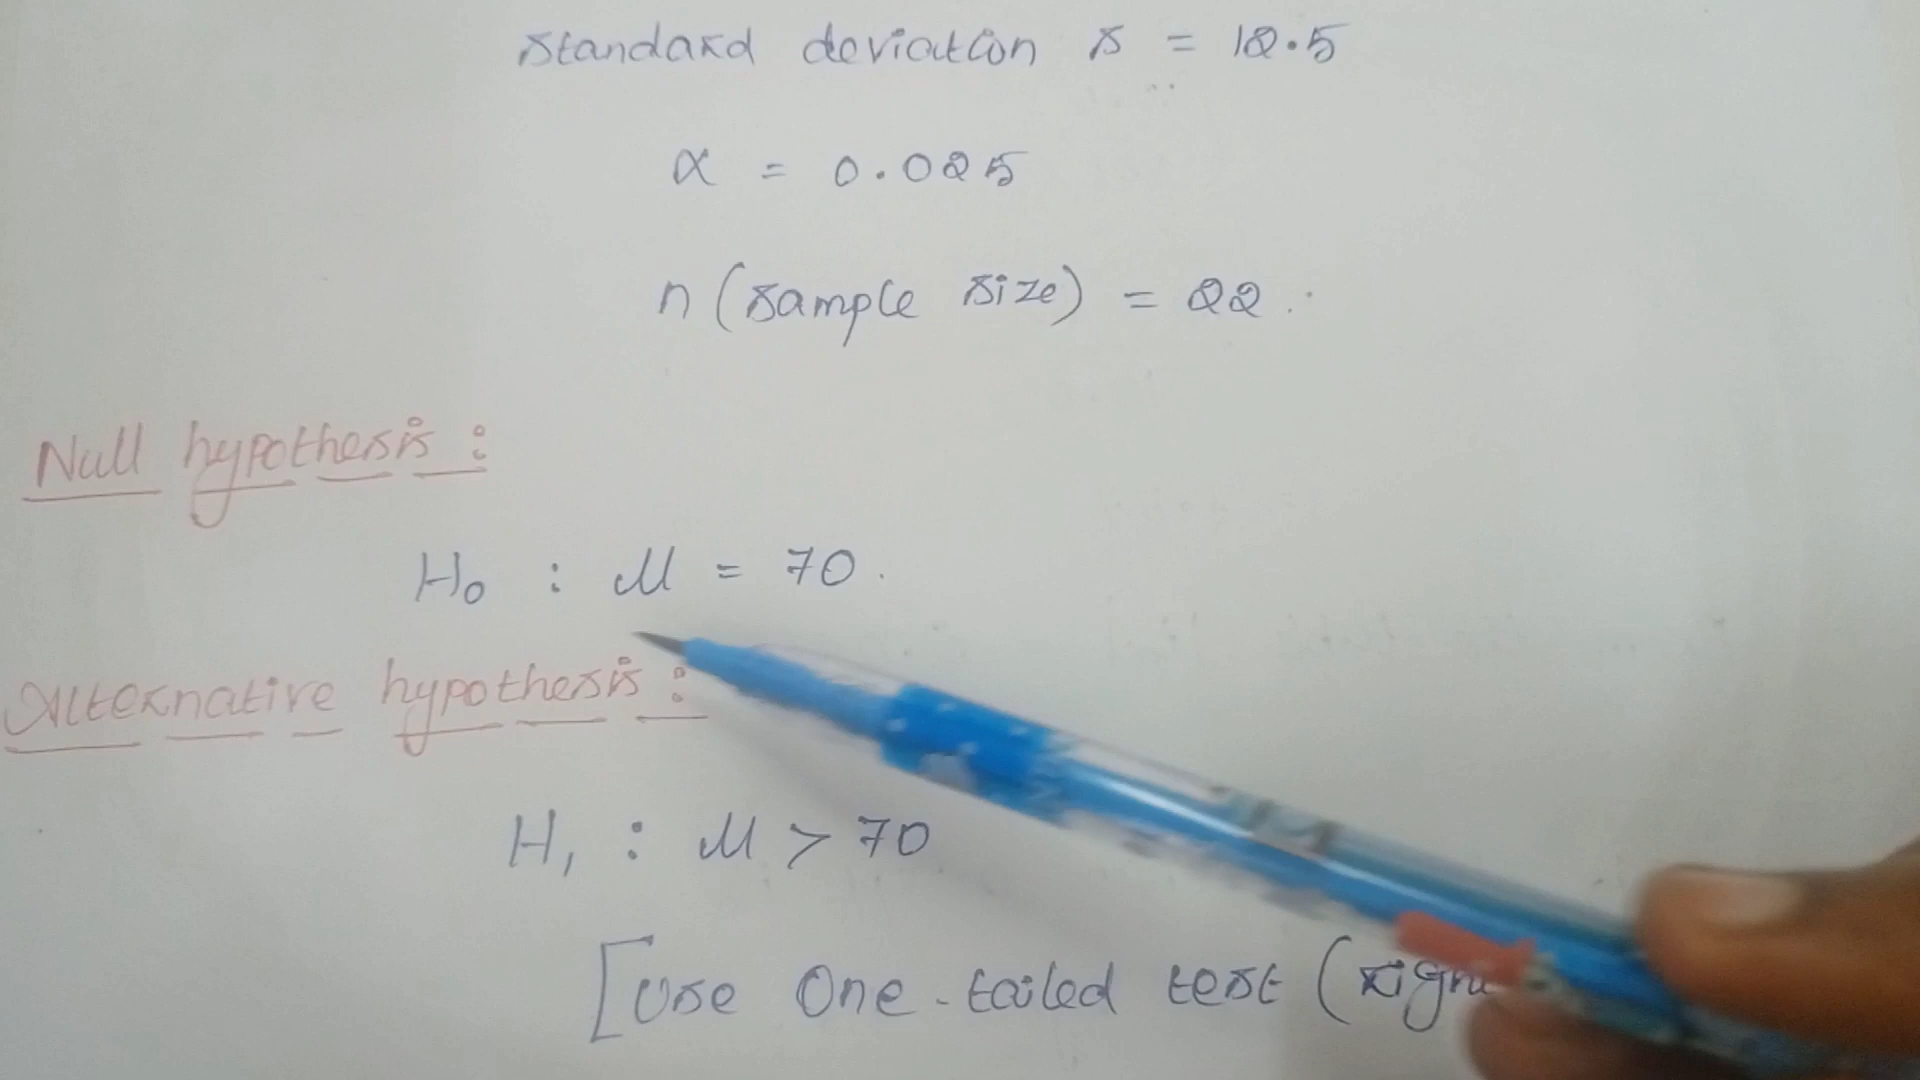 Standard deviation s = 12.5
α = 0.025
n (sample size) = 22.
Null hypothesis :
H0 : μ = 70.
Alternative hypothesis :
H1 : μ > 70
[Use One-tailed test (